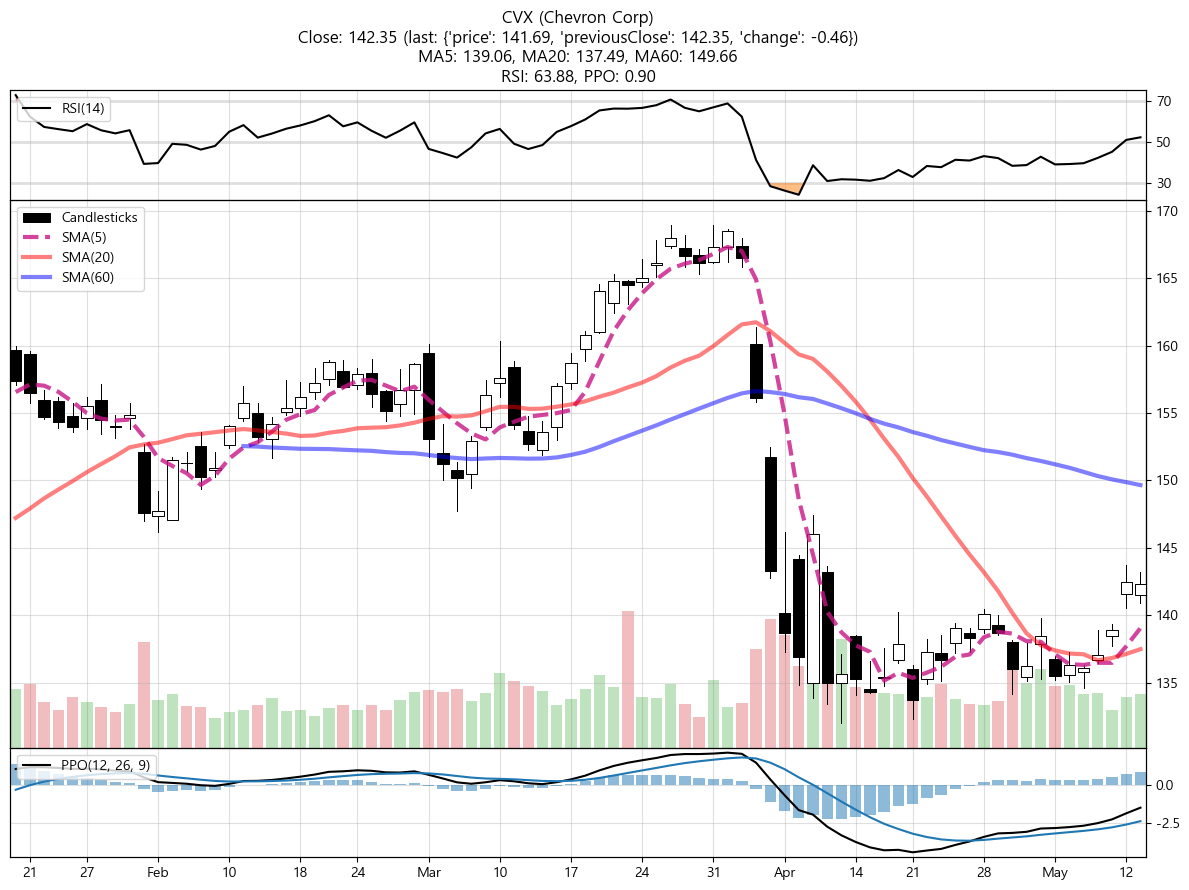 CVX (Chevron Corp)
Close: 142.35 (last: {'price': 141.69, 'previousClose': 142.35, 'change': -0.46})
MA5: 139.06, MA20: 137.49, MA60: 149.66
RSI: 63.88, PPO: 0.90
RSI(14)
70
50
30
Candlesticks
SMA(5)
SMA(20)
SMA(60)
170
165
160
155
150
145
140
135
PPO(12, 26, 9)
0.0
-2.5
21 27 Feb 10 18 24 Mar 10 17 24 31 Apr 14 21 28 May 12